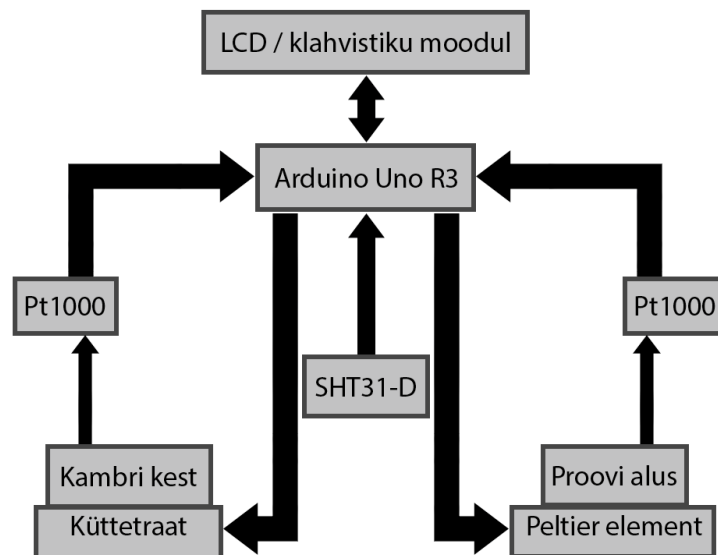 LCD / klahvistiku moodul
Arduino Uno R3
Pt1000
Pt1000
SHT31-D
Kambri kest
Küttetraat
Proovi alus
Peltier element